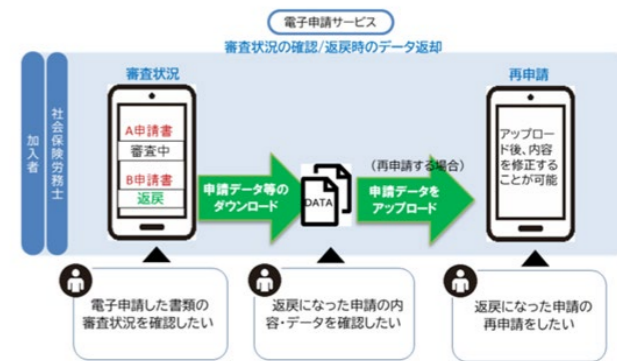 電子申請サービス
審査状況の確認/返戻時のデータ返却
加入者
社会保険労務士
審査状況
A申請書
審査中
B申請書
返戻
申請データ等の
ダウンロード
DATA
（再申請する場合）
申請データを
アップロード
再申請
アップロー
ド後、内容
を修正する
ことが可能
電子申請した書類の
審査状況を確認したい
返戻になった申請の内
容・データを確認したい
返戻になった申請の
再申請をしたい